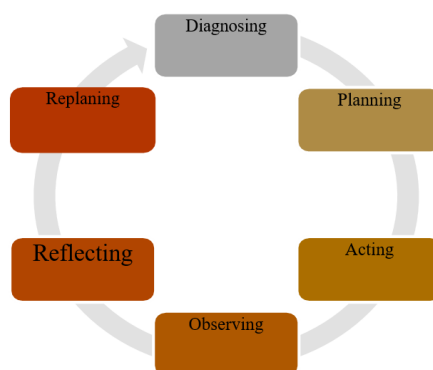 Diagnosing
Planning
Acting
Observing
Reflecting
Replaning